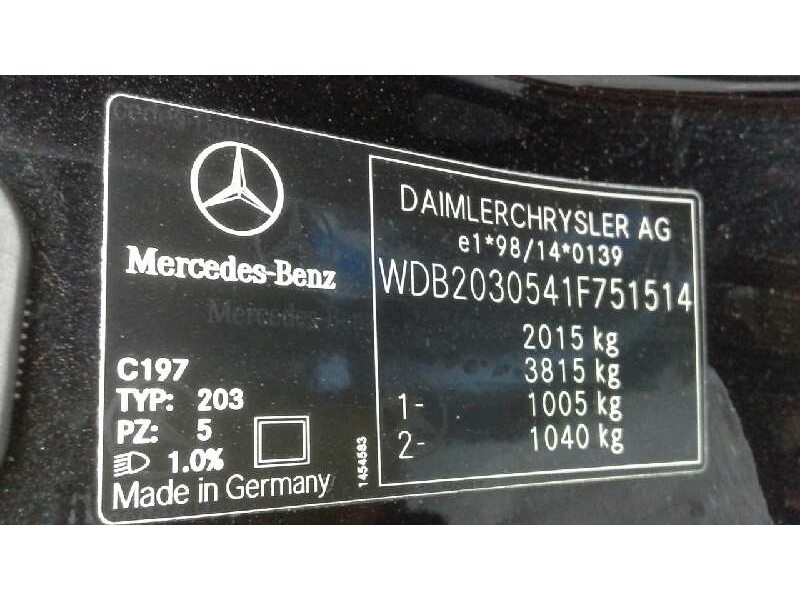 Mercedes-Benz
C197
TYP: 203
PZ: 5
1.0%
Made in Germany
1454583
DAIMLERCHRYSLER AG
e1*98/14*0139
WDB2030541F751514
2015 kg
3815 kg
1- 1005 kg
2- 1040 kg